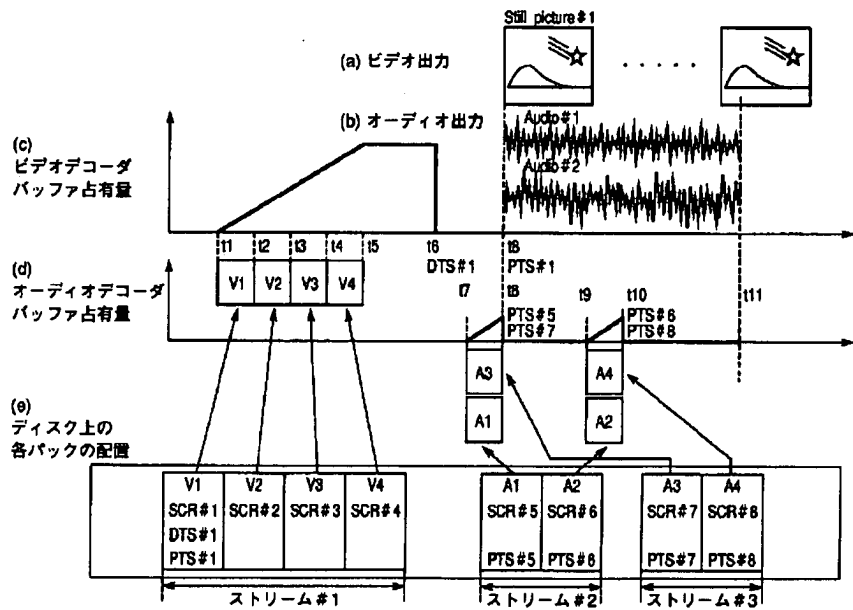 Still picture#1
(a) ビデオ出力
(b) オーディオ出力
Audio#1
Audio#2
(c)
ビデオデコーダ
バッファ占有量
t1 t2 t3 t4 t5 t6 t8
DTS#1 PTS#1
V1 V2 V3 V4
(d)
オーディオデコーダ
バッファ占有量
t7 t8 t9 t10 t11
PTS#5 PTS#6
PTS#7 PTS#8
A3 A4
A1 A2
(e)
ディスク上の
各パックの配置
V1 V2 V3 V4 A1 A2 A3 A4
SCR#1 SCR#2 SCR#3 SCR#4 SCR#5 SCR#6 SCR#7 SCR#8
DTS#1
PTS#1 PTS#5 PTS#6 PTS#7 PTS#8
ストリーム#1 ストリーム#2 ストリーム#3